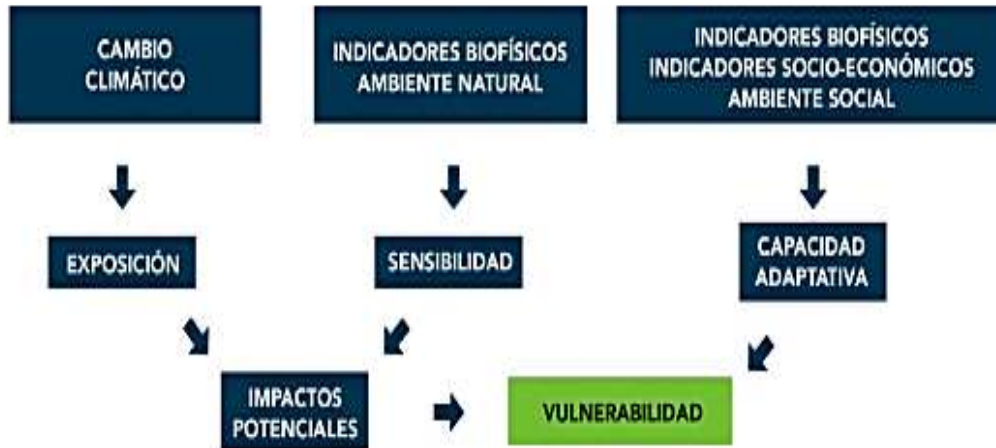 CAMBIO
CLIMÁTICO
INDICADORES BIOFÍSICOS
AMBIENTE NATURAL
INDICADORES BIOFÍSICOS
INDICADORES SOCIO-ECONÓMICOS
AMBIENTE SOCIAL
EXPOSICIÓN
SENSIBILIDAD
CAPACIDAD
ADAPTATIVA
IMPACTOS
POTENCIALES
VULNERABILIDAD